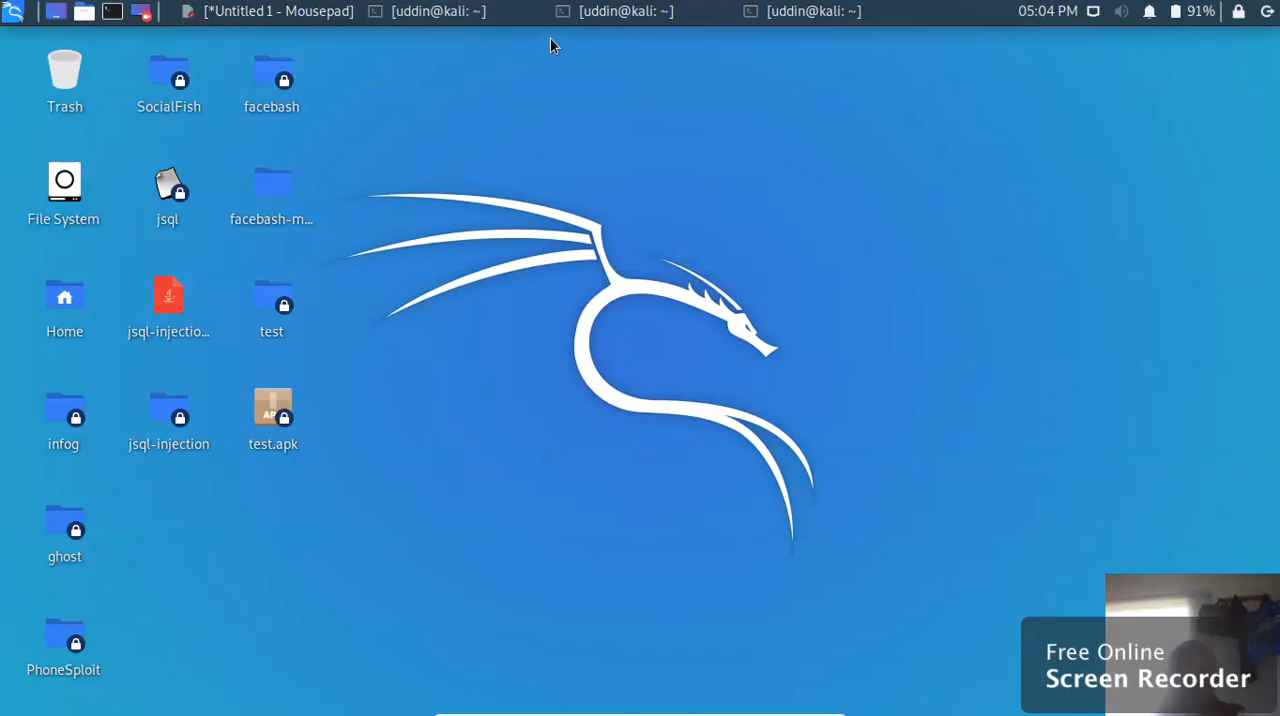 [*Untitled 1 - Mousepad]
[uddin@kali: ~]
[uddin@kali: ~]
[uddin@kali: ~]
05:04 PM
91%
Trash
SocialFish
facebash
File System
jsql
facebash-m...
Home
jsql-injectio...
test
infog
jsql-injection
test.apk
ghost
PhoneSploit
Free Online
Screen Recorder